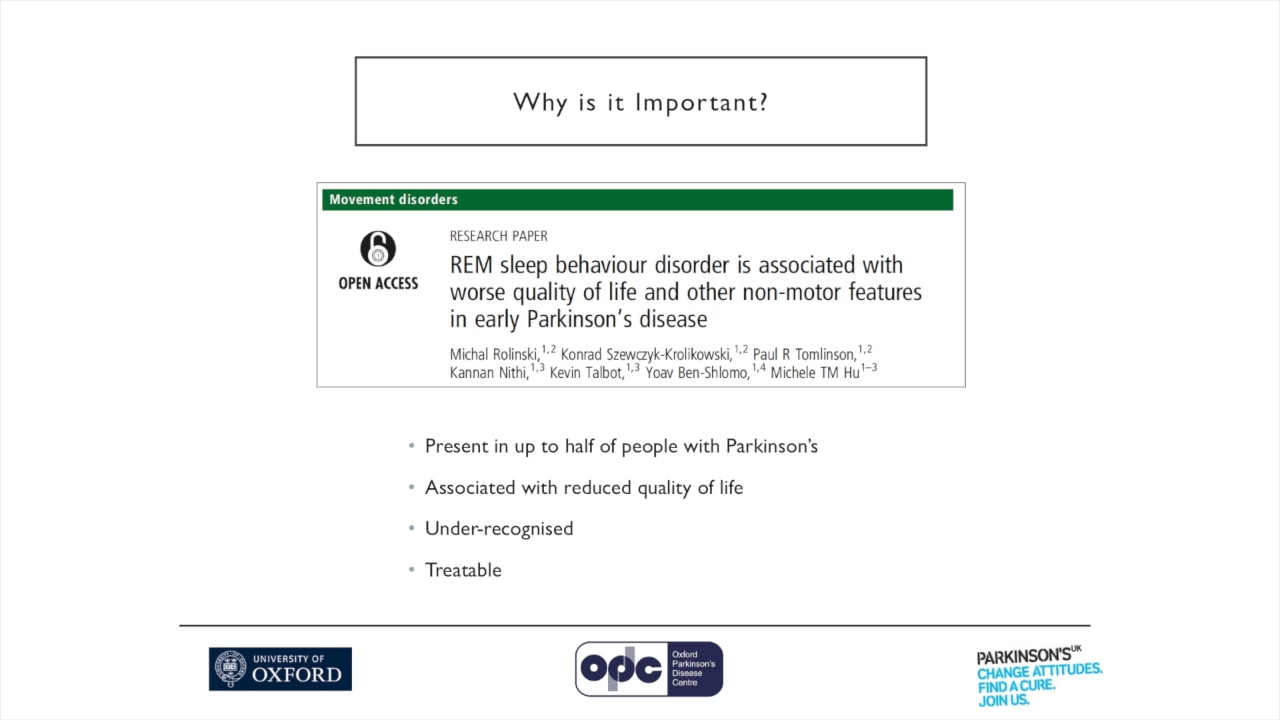 Why is it Important?
Movement disorders
OPEN ACCESS
RESEARCH PAPER
REM sleep behaviour disorder is associated with
worse quality of life and other non-motor features
in early Parkinson's disease
Michal Rolinski,1,2 Konrad Szewczyk-Krolikowski,1,2 Paul R Tomlinson,1,2
Kannan Nithi,1,3 Kevin Talbot,1,3 Yoav Ben-Shlomo,1,4 Michele TM Hu1–3
• Present in up to half of people with Parkinson's
• Associated with reduced quality of life
• Under-recognised
• Treatable
UNIVERSITY OF
OXFORD
opdc
Oxford
Parkinson's
Disease
Centre
PARKINSON'SUK
CHANGE ATTITUDES.
FIND A CURE.
JOIN US.